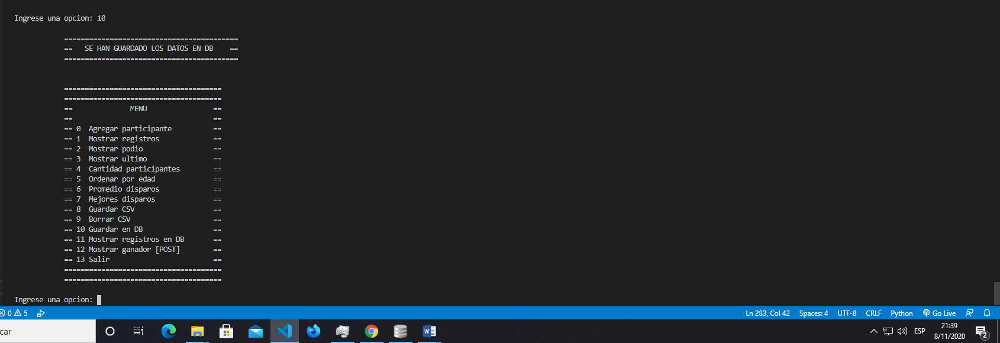 Ingrese una opcion: 10
==========================================
==   SE HAN GUARDADO LOS DATOS EN DB    ==
==========================================
======================================
======================================
==              MENU                ==
==                                  ==
== 0  Agregar participante          ==
== 1  Mostrar registros             ==
== 2  Mostrar podio                 ==
== 3  Mostrar ultimo                ==
== 4  Cantidad participantes        ==
== 5  Ordenar por edad              ==
== 6  Promedio disparos             ==
== 7  Mejores disparos              ==
== 8  Guardar CSV                   ==
== 9  Borrar CSV                    ==
== 10 Guardar en DB                 ==
== 11 Mostrar registros en DB       ==
== 12 Mostrar ganador [POST]        ==
== 13 Salir                         ==
======================================
======================================
Ingrese una opcion:
0 5 Ln 283, Col 42 Spaces: 4 UTF-8 CRLF Python Go Live
car ESP 21:39
8/11/2020 2